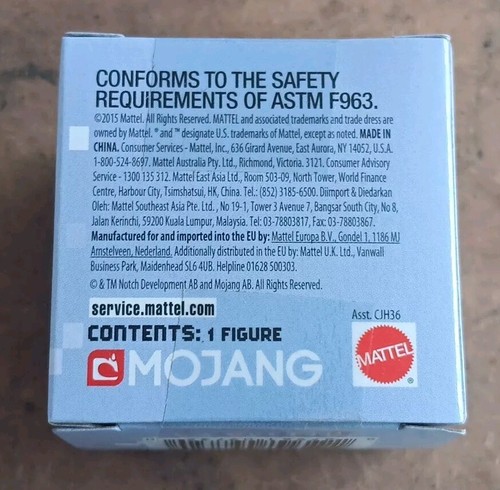 CONFORMS TO THE SAFETY
REQUIREMENTS OF ASTM F963.
©2015 Mattel. All Rights Reserved. MATTEL and associated trademarks and trade dress are
owned by Mattel. ® and ™ designate U.S. trademarks of Mattel, except as noted. MADE IN
CHINA. Consumer Services - Mattel, Inc., 636 Girard Avenue, East Aurora, NY 14052, U.S.A.
1-800-524-8697. Mattel Australia Pty. Ltd., Richmond, Victoria. 3121. Consumer Advisory
Service - 1300 135 312. Mattel East Asia Ltd., Room 503-09, North Tower, World Finance
Centre, Harbour City, Tsimshatsui, HK, China. Tel.: (852) 3185-6500. Diimport & Diedarkan
Oleh: Mattel Southeast Asia Pte. Ltd. , No 19-1, Tower 3 Avenue 7, Bangsar South City, No 8,
Jalan Kerinchi, 59200 Kuala Lumpur, Malaysia. Tel: 03-78803817, Fax: 03-78803867.
Manufactured for and imported into the EU by: Mattel Europa B.V., Gondel 1, 1186 MJ
Amstelveen, Nederland. Additionally distributed in the EU by: Mattel U.K. Ltd., Vanwall
Business Park, Maidenhead SL6 4UB. Helpline 01628 500303.
© & TM Notch Development AB and Mojang AB. All Rights Reserved.
service.mattel.com
Asst. CJH36
CONTENTS: 1 FIGURE
MOJANG
MATTEL
®